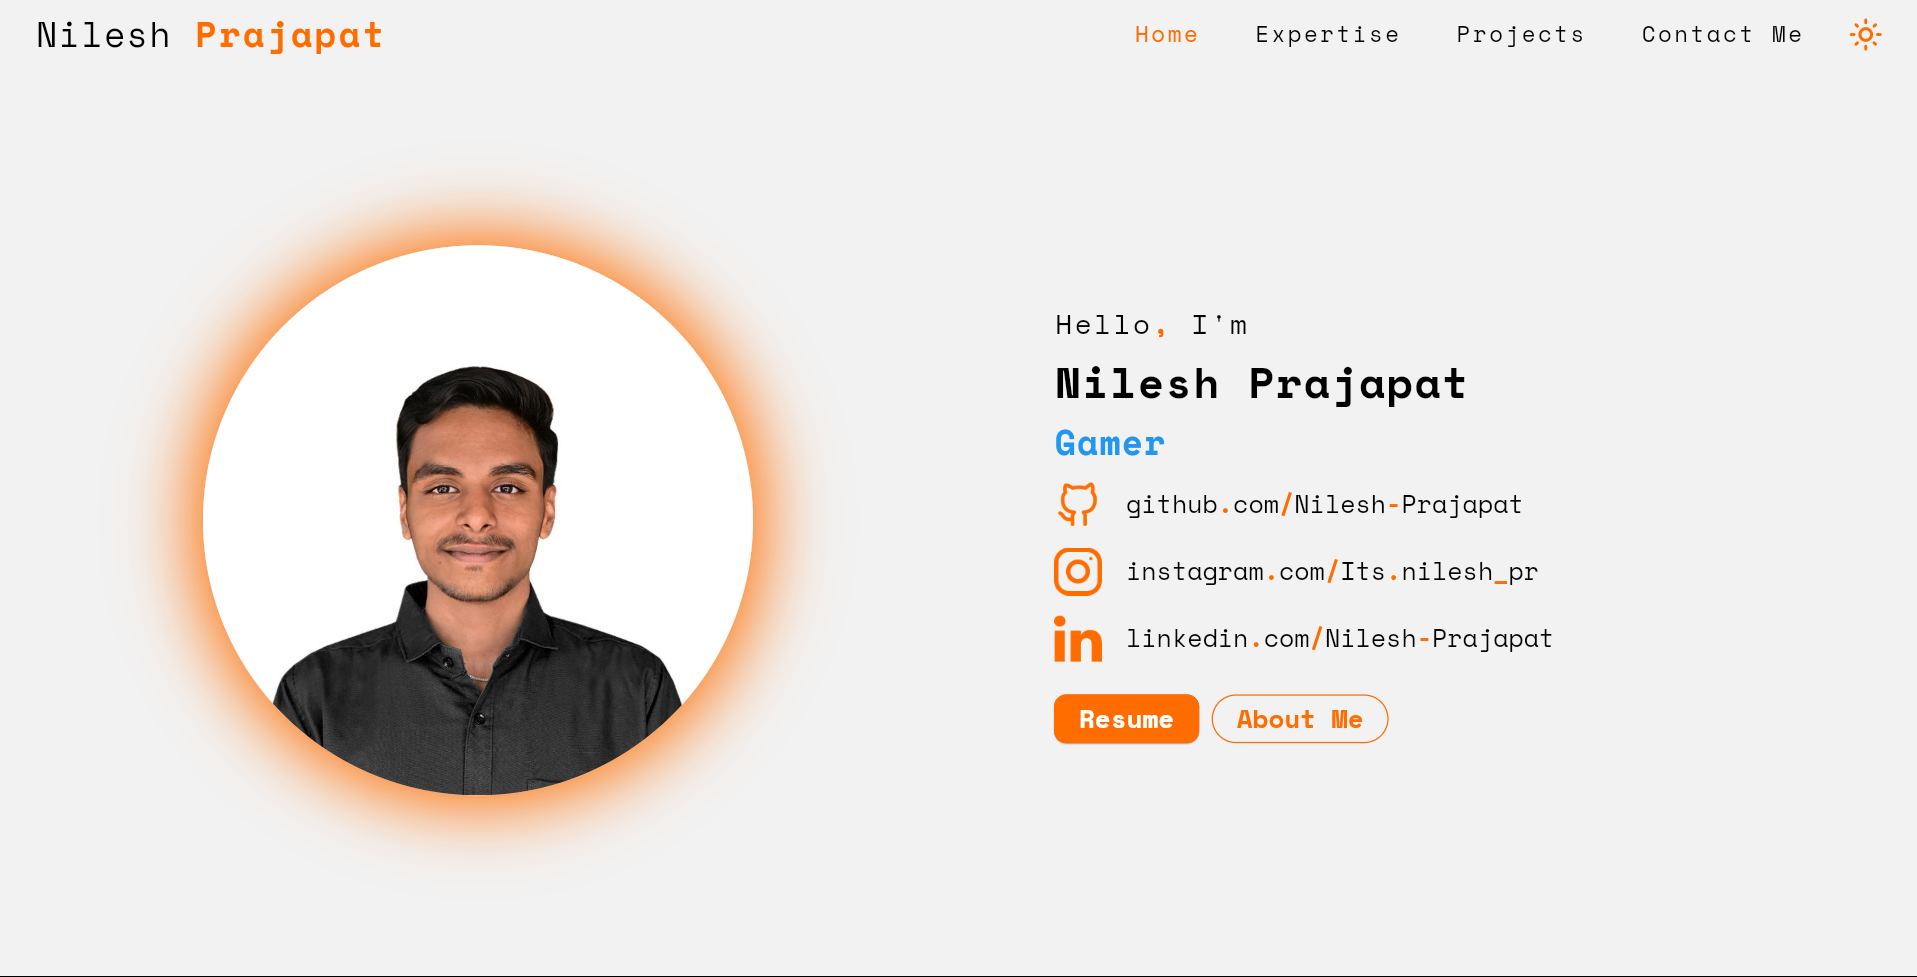 Nilesh Prajapat
Home Expertise Projects Contact Me
Hello, I'm
Nilesh Prajapat
Gamer
github.com/Nilesh-Prajapat
instagram.com/Its.nilesh_pr
linkedin.com/Nilesh-Prajapat
Resume About Me